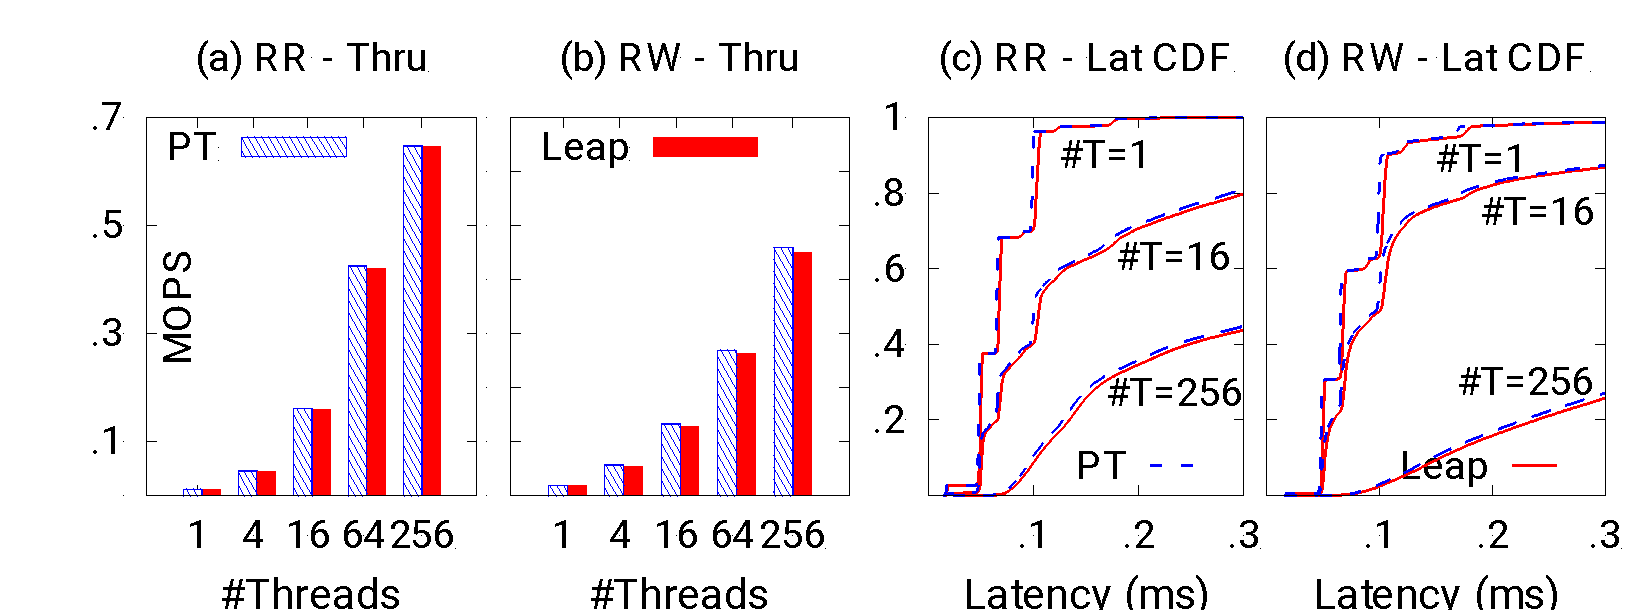 (a) RR - Thru
(b) RW - Thru
(c) RR - Lat CDF
(d) RW - Lat CDF
.7
.5
.3
.1
MOPS
PT
Leap
1 4 16 64 256
#Threads
1 4 16 64 256
#Threads
1
.8
.6
.4
.2
#T=1
#T=16
#T=256
PT
.1 .2 .3
Latency (ms)
#T=1
#T=16
#T=256
Leap
.1 .2 .3
Latency (ms)